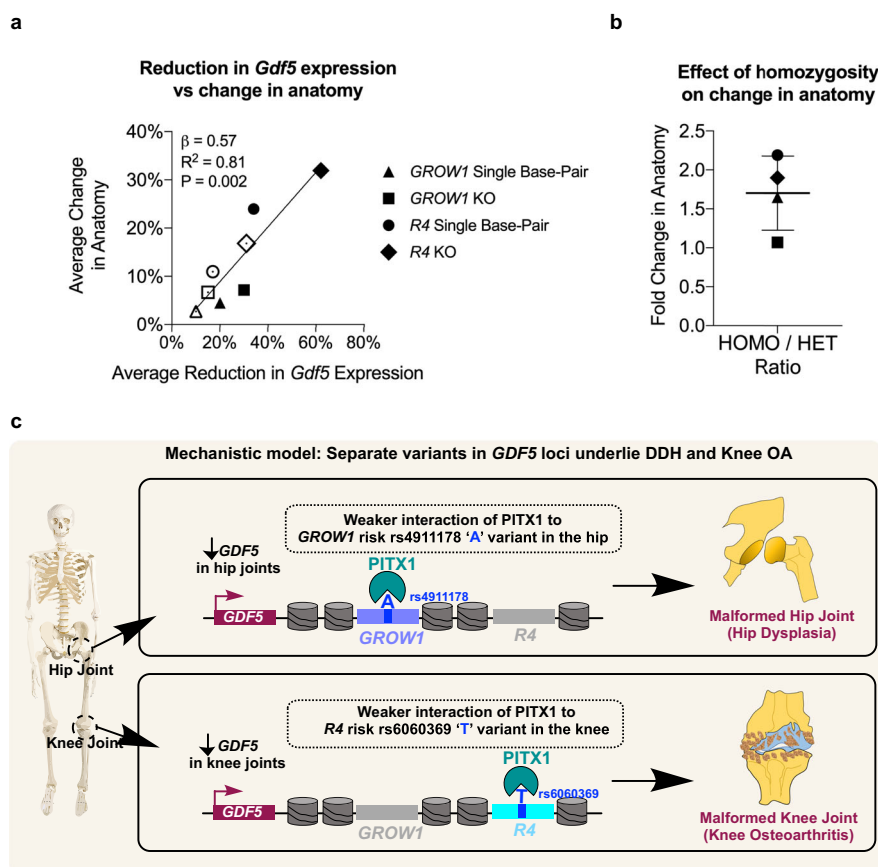 a
Reduction in Gdf5 expression
vs change in anatomy
Average Change
in Anatomy
40%
30%
20%
10%
0%
β = 0.57
R² = 0.81
P = 0.002
0%
20%
40%
60%
80%
Average Reduction in Gdf5 Expression
GROW1 Single Base-Pair
GROW1 KO
R4 Single Base-Pair
R4 KO
b
Effect of homozygosity
on change in anatomy
Fold Change in Anatomy
2.5
2.0
1.5
1.0
0.5
0.0
HOMO / HET
Ratio
c
Mechanistic model: Separate variants in GDF5 loci underlie DDH and Knee OA
Hip Joint
Knee Joint
Weaker interaction of PITX1 to
GROW1 risk rs4911178 ‘A’ variant in the hip
↓GDF5
in hip joints
PITX1
A
rs4911178
GDF5
GROW1
R4
Malformed Hip Joint
(Hip Dysplasia)
Weaker interaction of PITX1 to
R4 risk rs6060369 ‘T’ variant in the knee
↓GDF5
in knee joints
PITX1
T
rs6060369
GDF5
GROW1
R4
Malformed Knee Joint
(Knee Osteoarthritis)